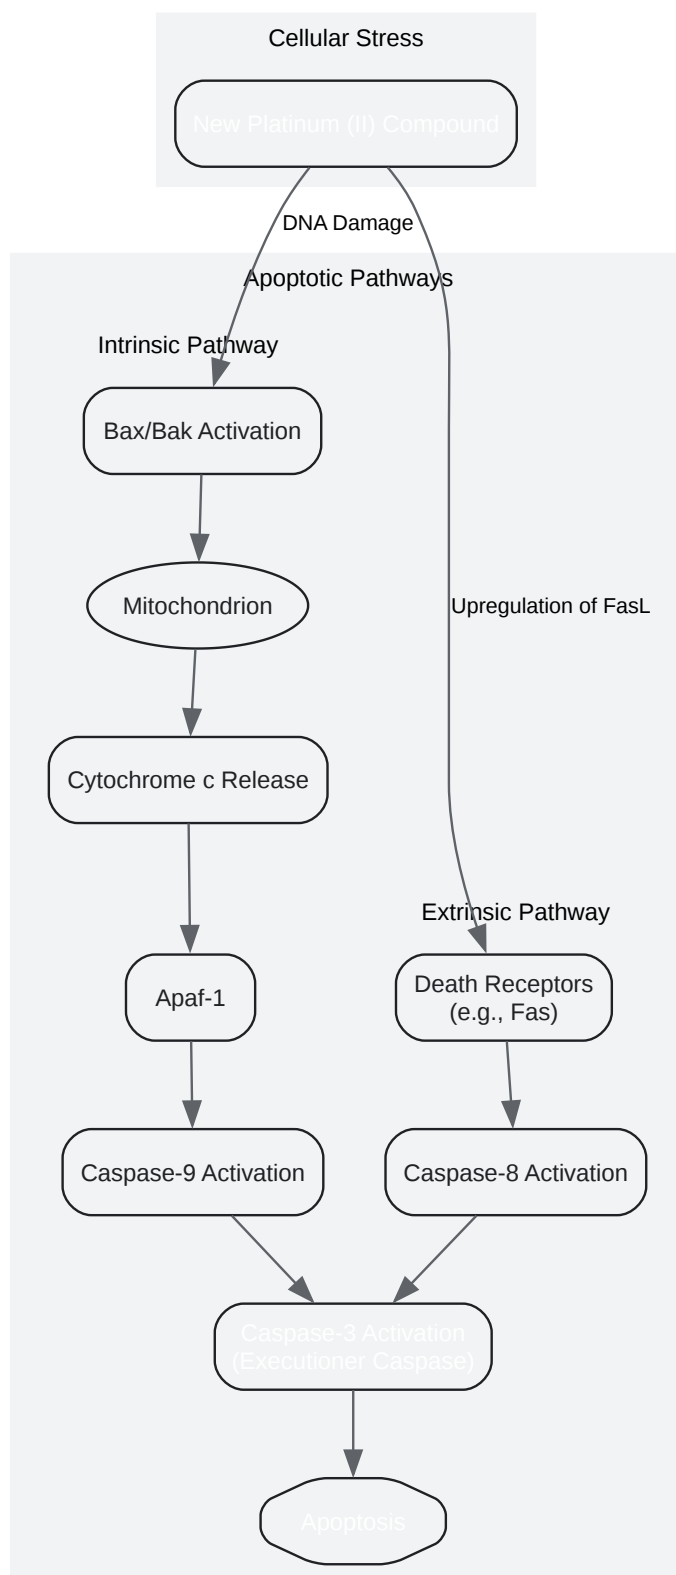 Cellular Stress
New Platinum (II) Compound
DNA Damage
Apoptotic Pathways
Intrinsic Pathway
Bax/Bak Activation
Mitochondrion
Upregulation of FasL
Cytochrome c Release
Extrinsic Pathway
Apaf-1
Death Receptors
(e.g., Fas)
Caspase-9 Activation
Caspase-8 Activation
Caspase-3 Activation
(Executioner Caspase)
Apoptosis